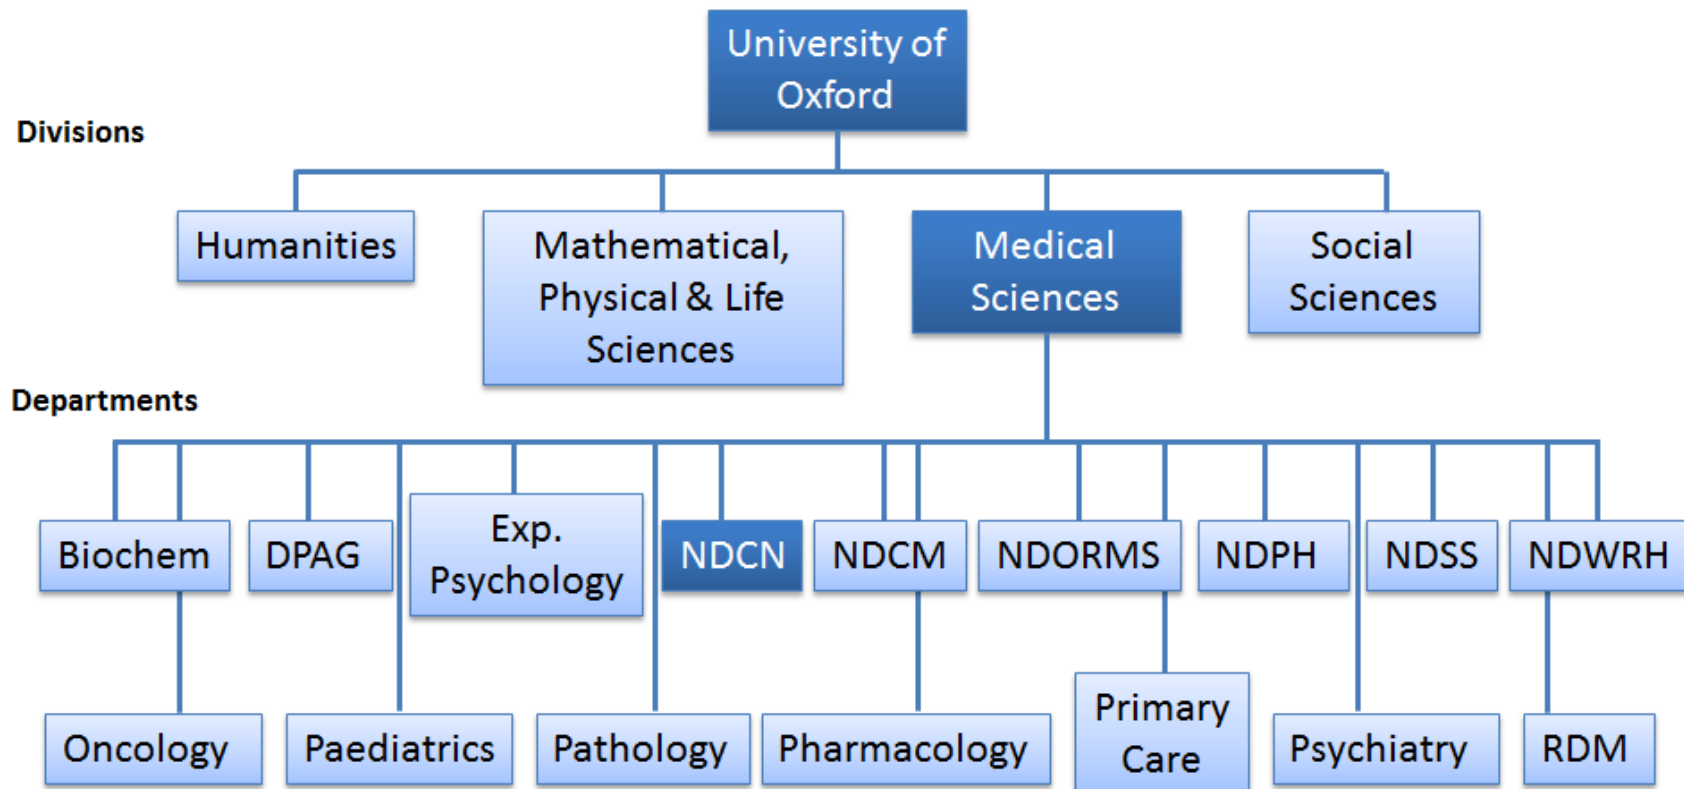 University of
Oxford
Divisions
Humanities
Mathematical,
Physical & Life
Sciences
Medical
Sciences
Social
Sciences
Departments
Biochem
DPAG
Exp.
Psychology
NDCN
NDCM
NDORMS
NDPH
NDSS
NDWRH
Oncology
Paediatrics
Pathology
Pharmacology
Primary
Care
Psychiatry
RDM